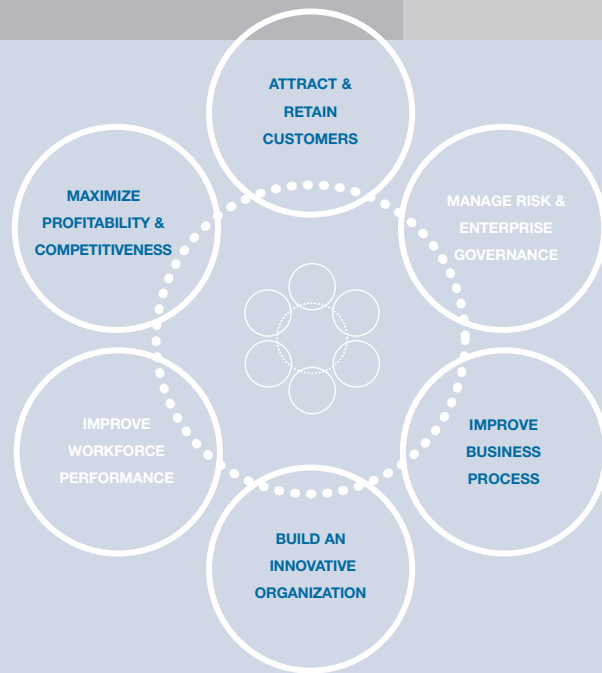 ATTRACT &
RETAIN
CUSTOMERS
MAXIMIZE
PROFITABILITY &
COMPETITIVENESS
MANAGE RISK &
ENTERPRISE
GOVERNANCE
IMPROVE
WORKFORCE
PERFORMANCE
IMPROVE
BUSINESS
PROCESS
BUILD AN
INNOVATIVE
ORGANIZATION